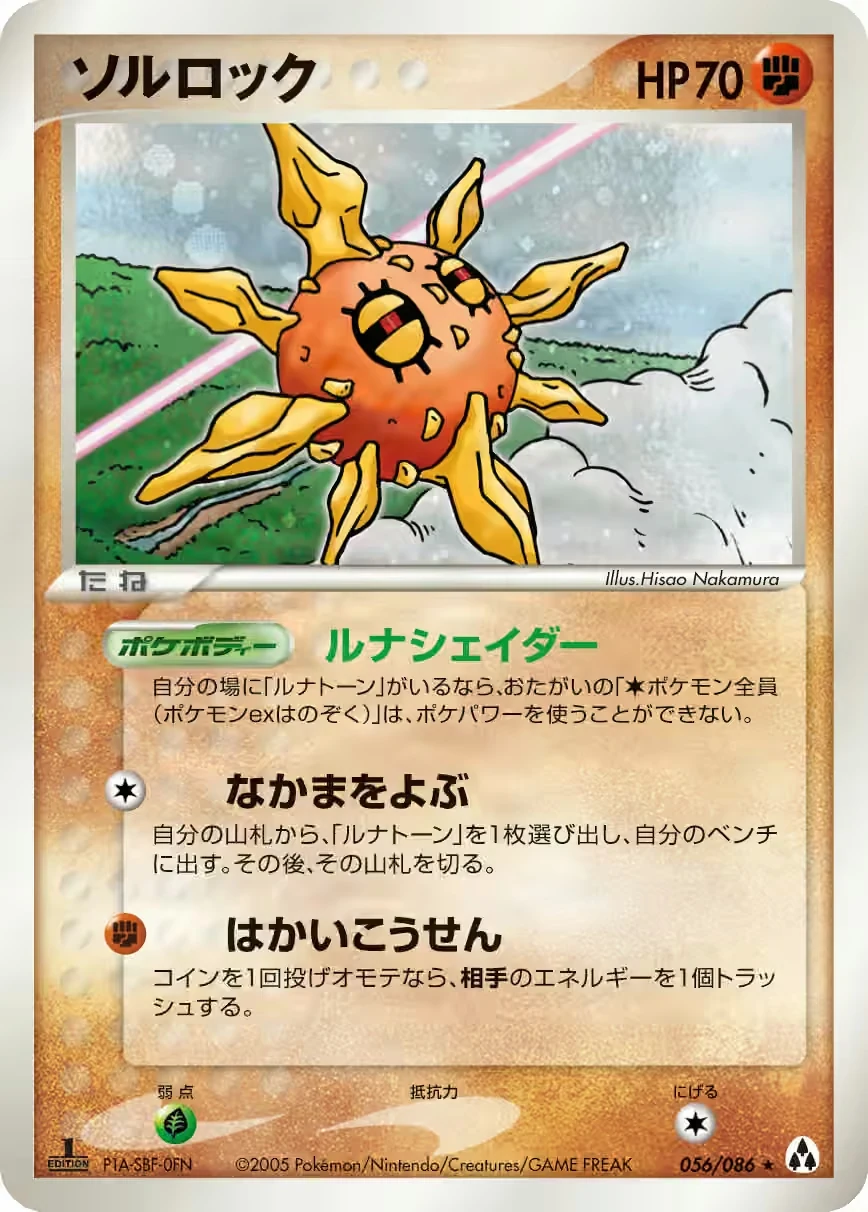 ソルロック HP70
たね Illus.Hisao Nakamura
ポケボディー ルナシェイダー
自分の場に「ルナトーン」がいるなら、おたがいの「✶ポケモン全員
(ポケモンexはのぞく)」は、ポケパワーを使うことができない。
なかまをよぶ
自分の山札から、「ルナトーン」を1枚選び出し、自分のベンチ
に出す。その後、その山札を切る。
はかいこうせん
コインを1回投げオモテなら、相手のエネルギーを1個トラッ
シュする。
弱点 抵抗力 にげる
1 EDITION P1A-SBF-0FN ©2005 Pokémon/Nintendo/Creatures/GAME FREAK 056/086 ★